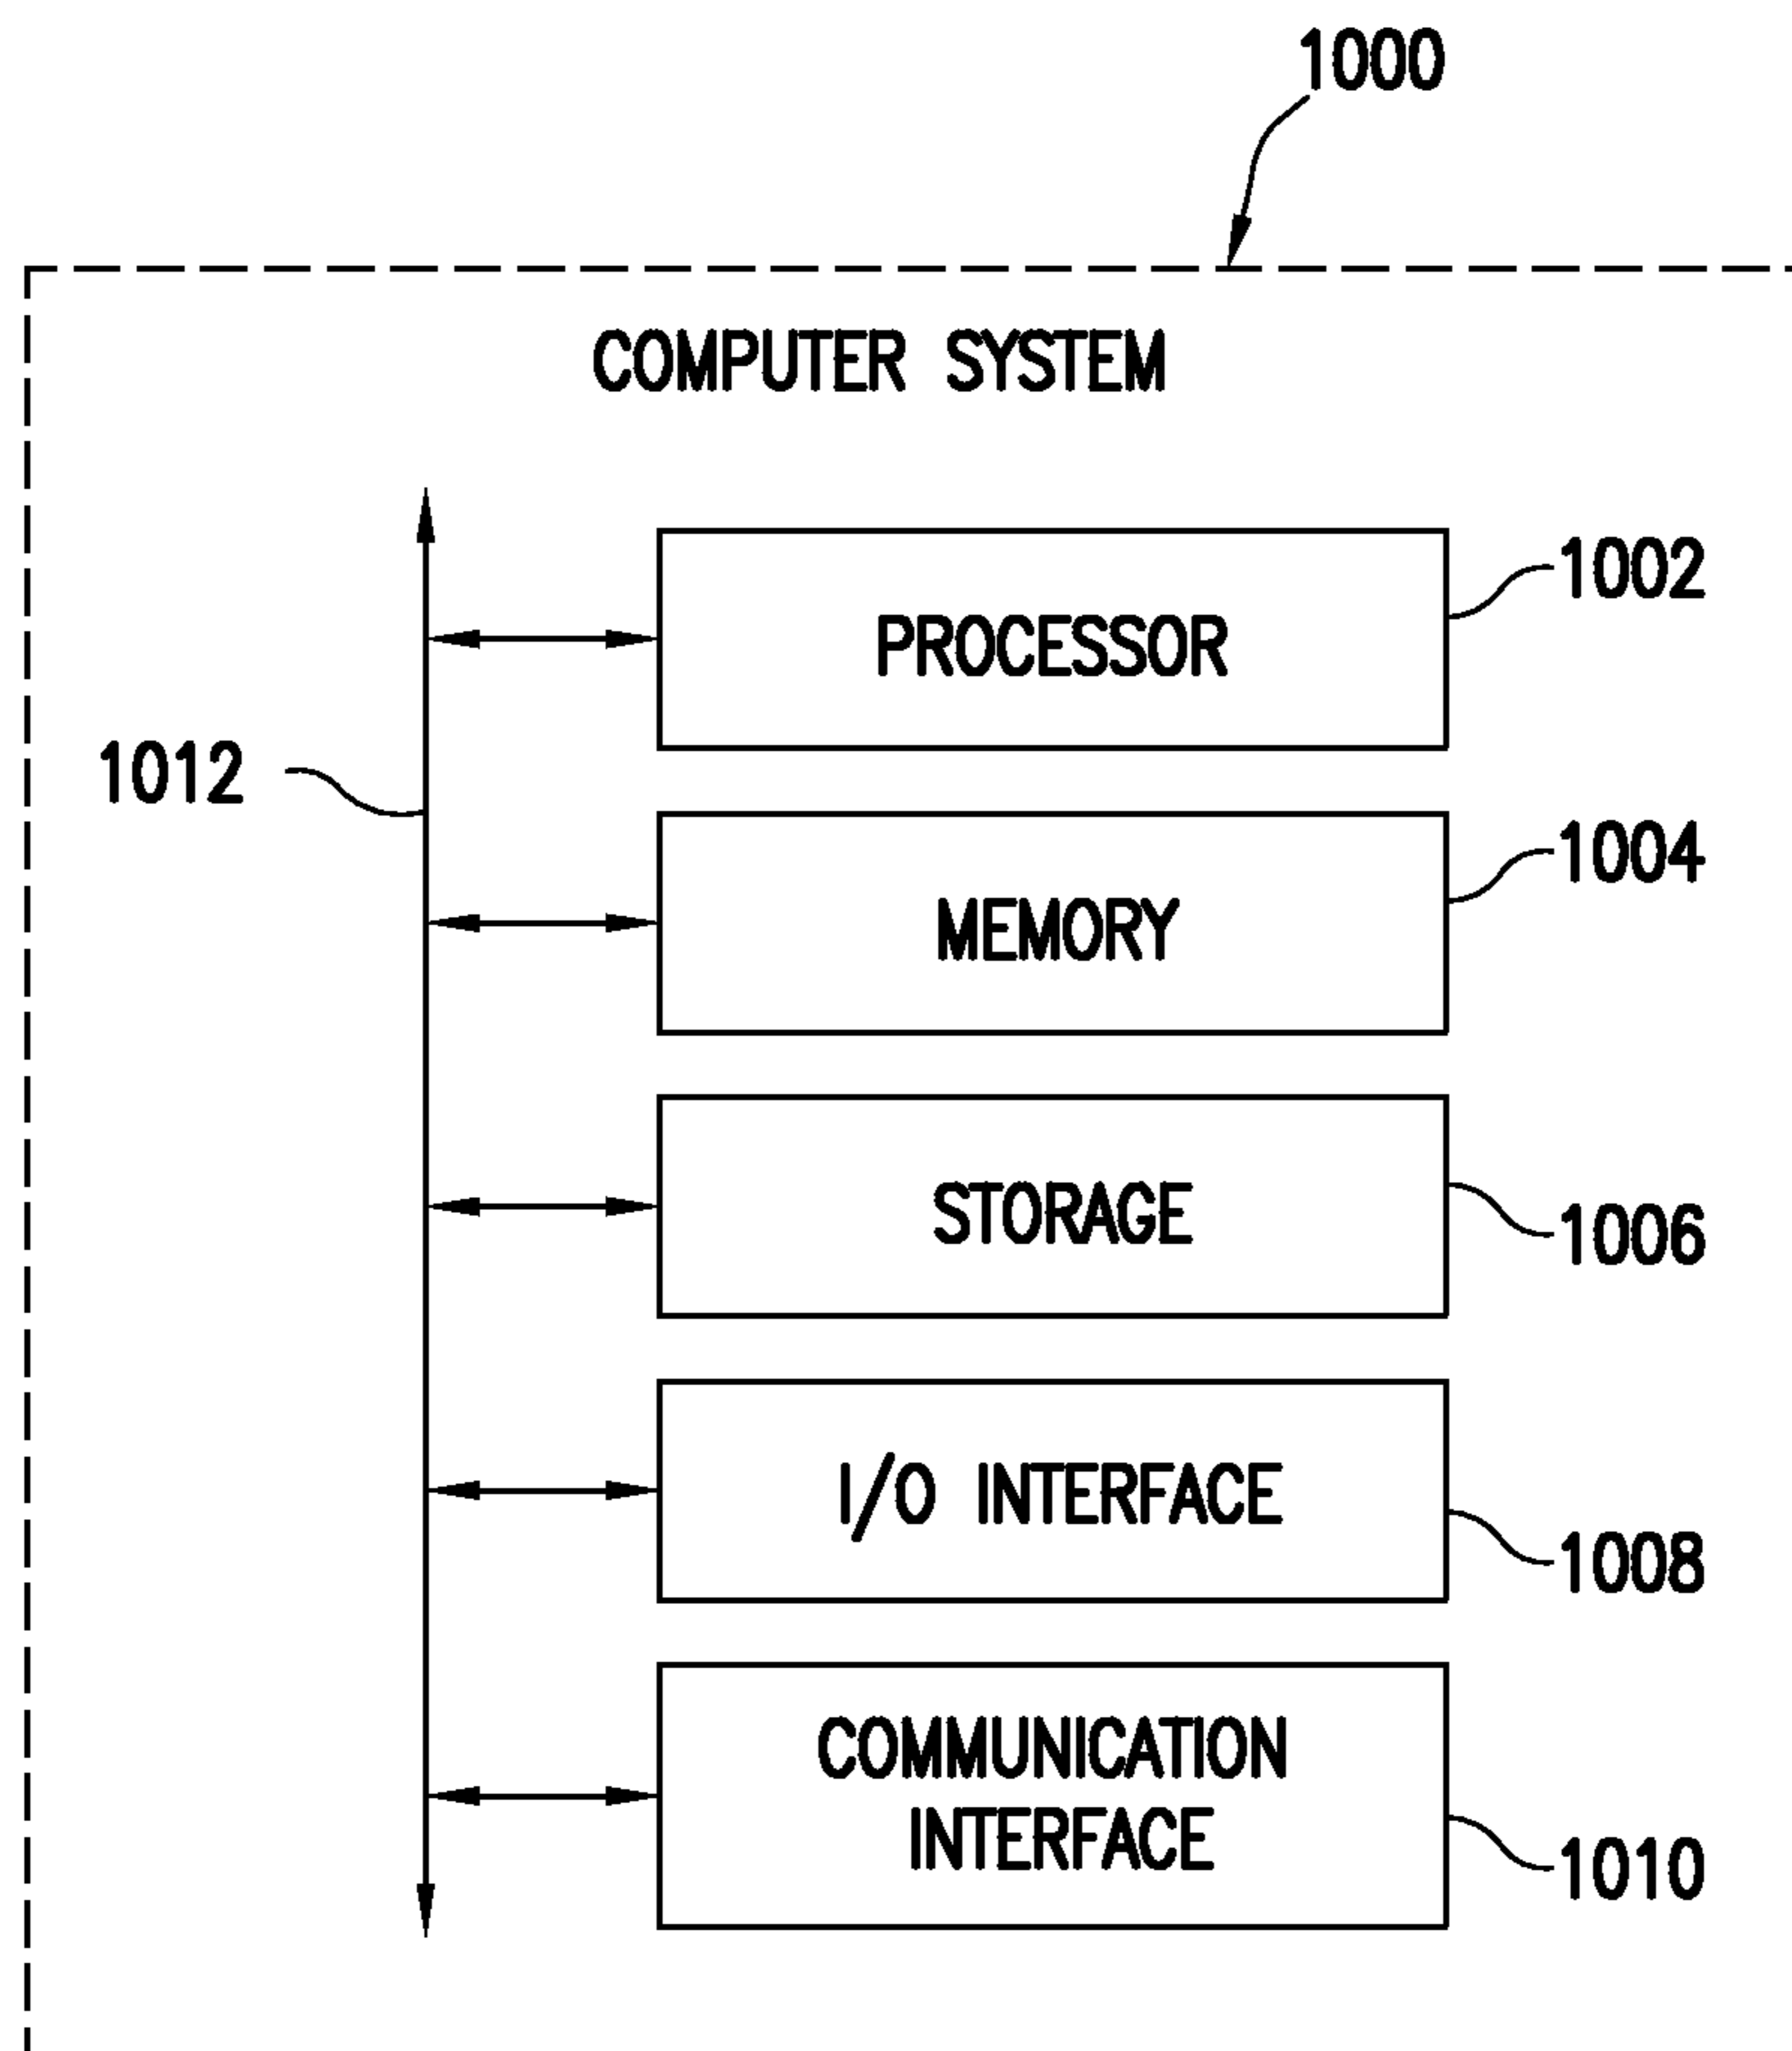 1000
COMPUTER SYSTEM
1002
PROCESSOR
1012
1004
MEMORY
STORAGE
1006
I/O INTERFACE
1008
COMMUNICATION
INTERFACE
1010